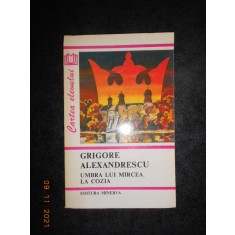 Cartea elevului
GRIGORE
ALEXANDRESCU
UMBRA LUI MIRCEA.
LA COZIA
EDITURA MINERVA
09 11 2021